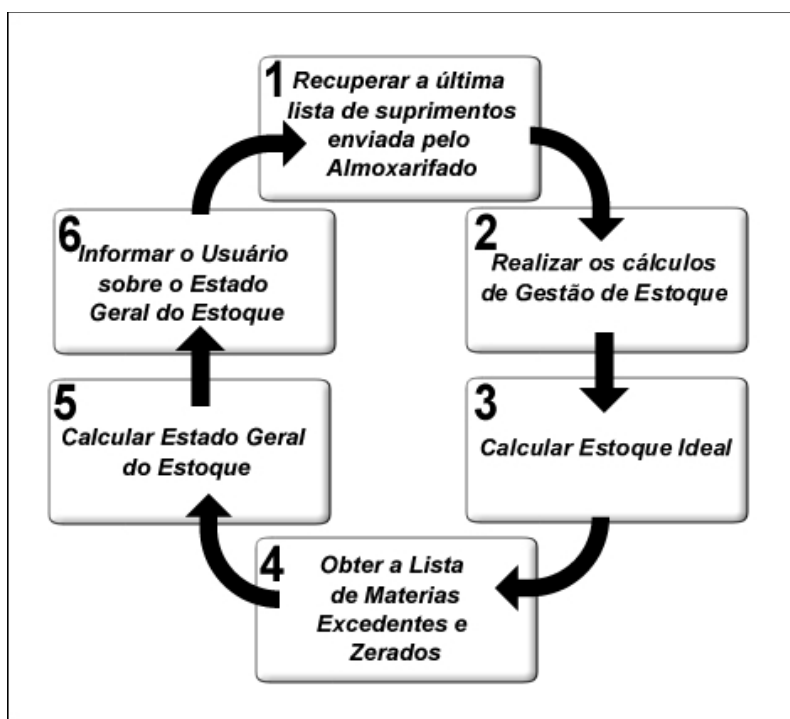 1
Recuperar a última
lista de suprimentos
enviada pelo
Almoxarifado
2
Realizar os cálculos
de Gestão de Estoque
3
Calcular Estoque Ideal
4
Obter a Lista
de Materias
Excedentes e
Zerados
5
Calcular Estado Geral
do Estoque
6
Informar o Usuário
sobre o Estado
Geral do Estoque